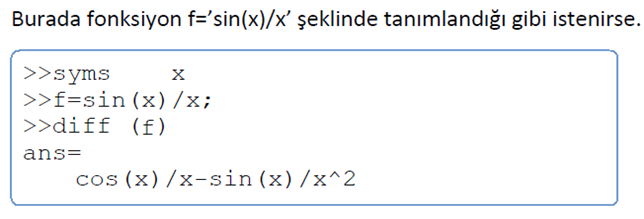 Burada fonksiyon f=’sin(x)/x’ şeklinde tanımlandığı gibi istenirse.
>>syms x
>>f=sin(x)/x;
>>diff (f)
ans=
cos(x)/x-sin(x)/x^2